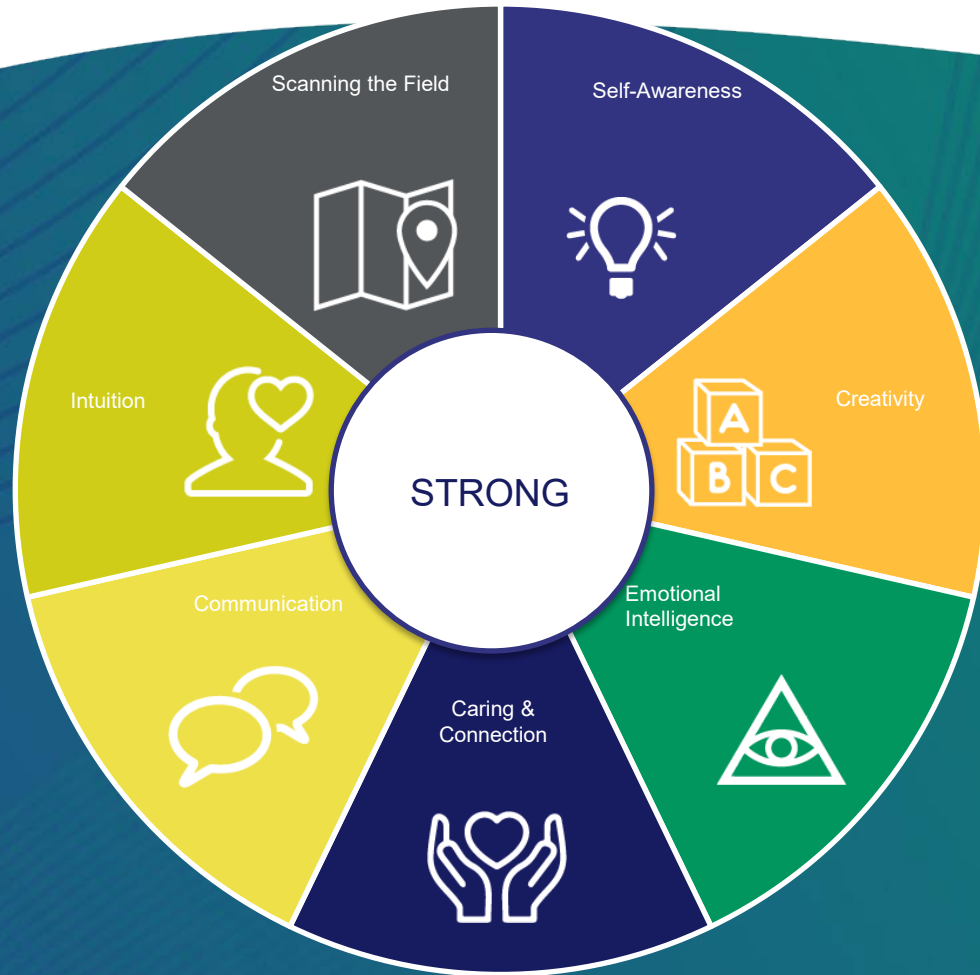 Scanning the Field
Self-Awareness
Intuition
Creativity
A
B
C
STRONG
Communication
Emotional
Intelligence
Caring &
Connection